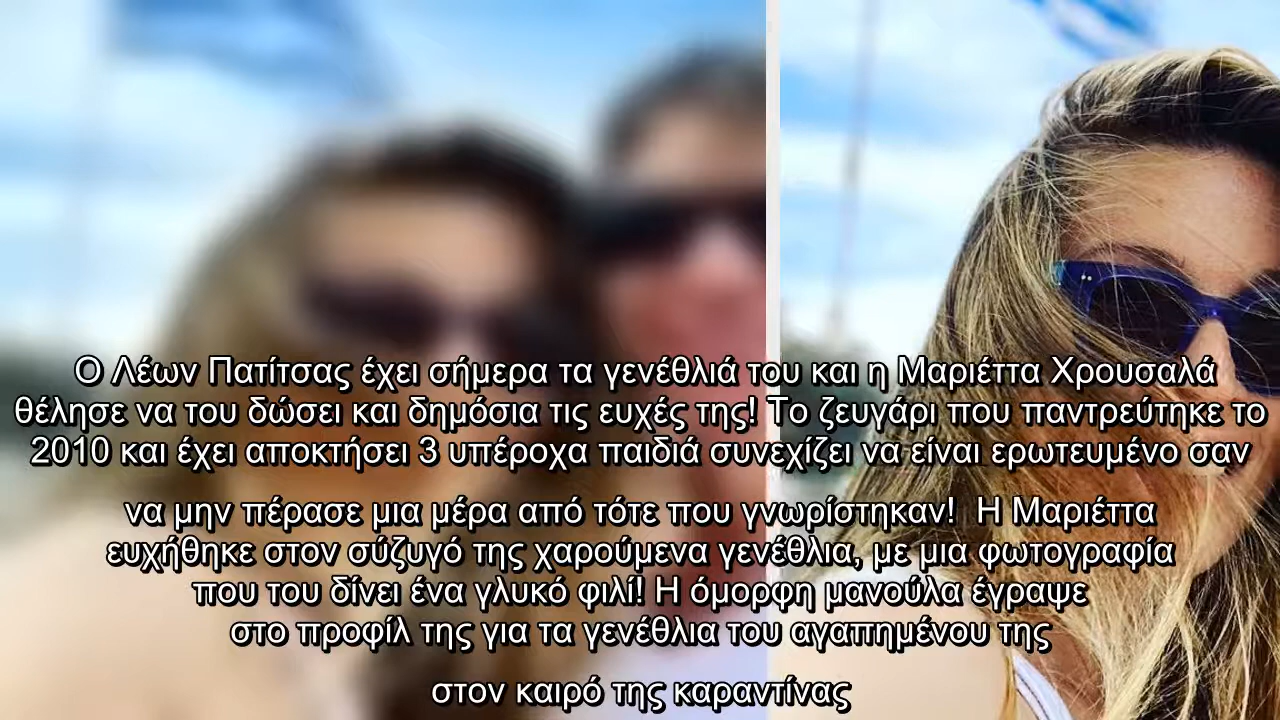 Ο Λέων Πατίτσας έχει σήμερα τα γενέθλιά του και η Μαριέττα Χρουσαλά
θέλησε να του δώσει και δημόσια τις ευχές της! Το ζευγάρι που παντρεύτηκε το
2010 και έχει αποκτήσει 3 υπέροχα παιδιά συνεχίζει να είναι ερωτευμένο σαν
να μην πέρασε μια μέρα από τότε που γνωρίστηκαν! Η Μαριέττα
ευχήθηκε στον σύζυγό της χαρούμενα γενέθλια, με μια φωτογραφία
που του δίνει ένα γλυκό φιλί! Η όμορφη μανούλα έγραψε
στο προφίλ της για τα γενέθλια του αγαπημένου της
στον καιρό της καραντίνας